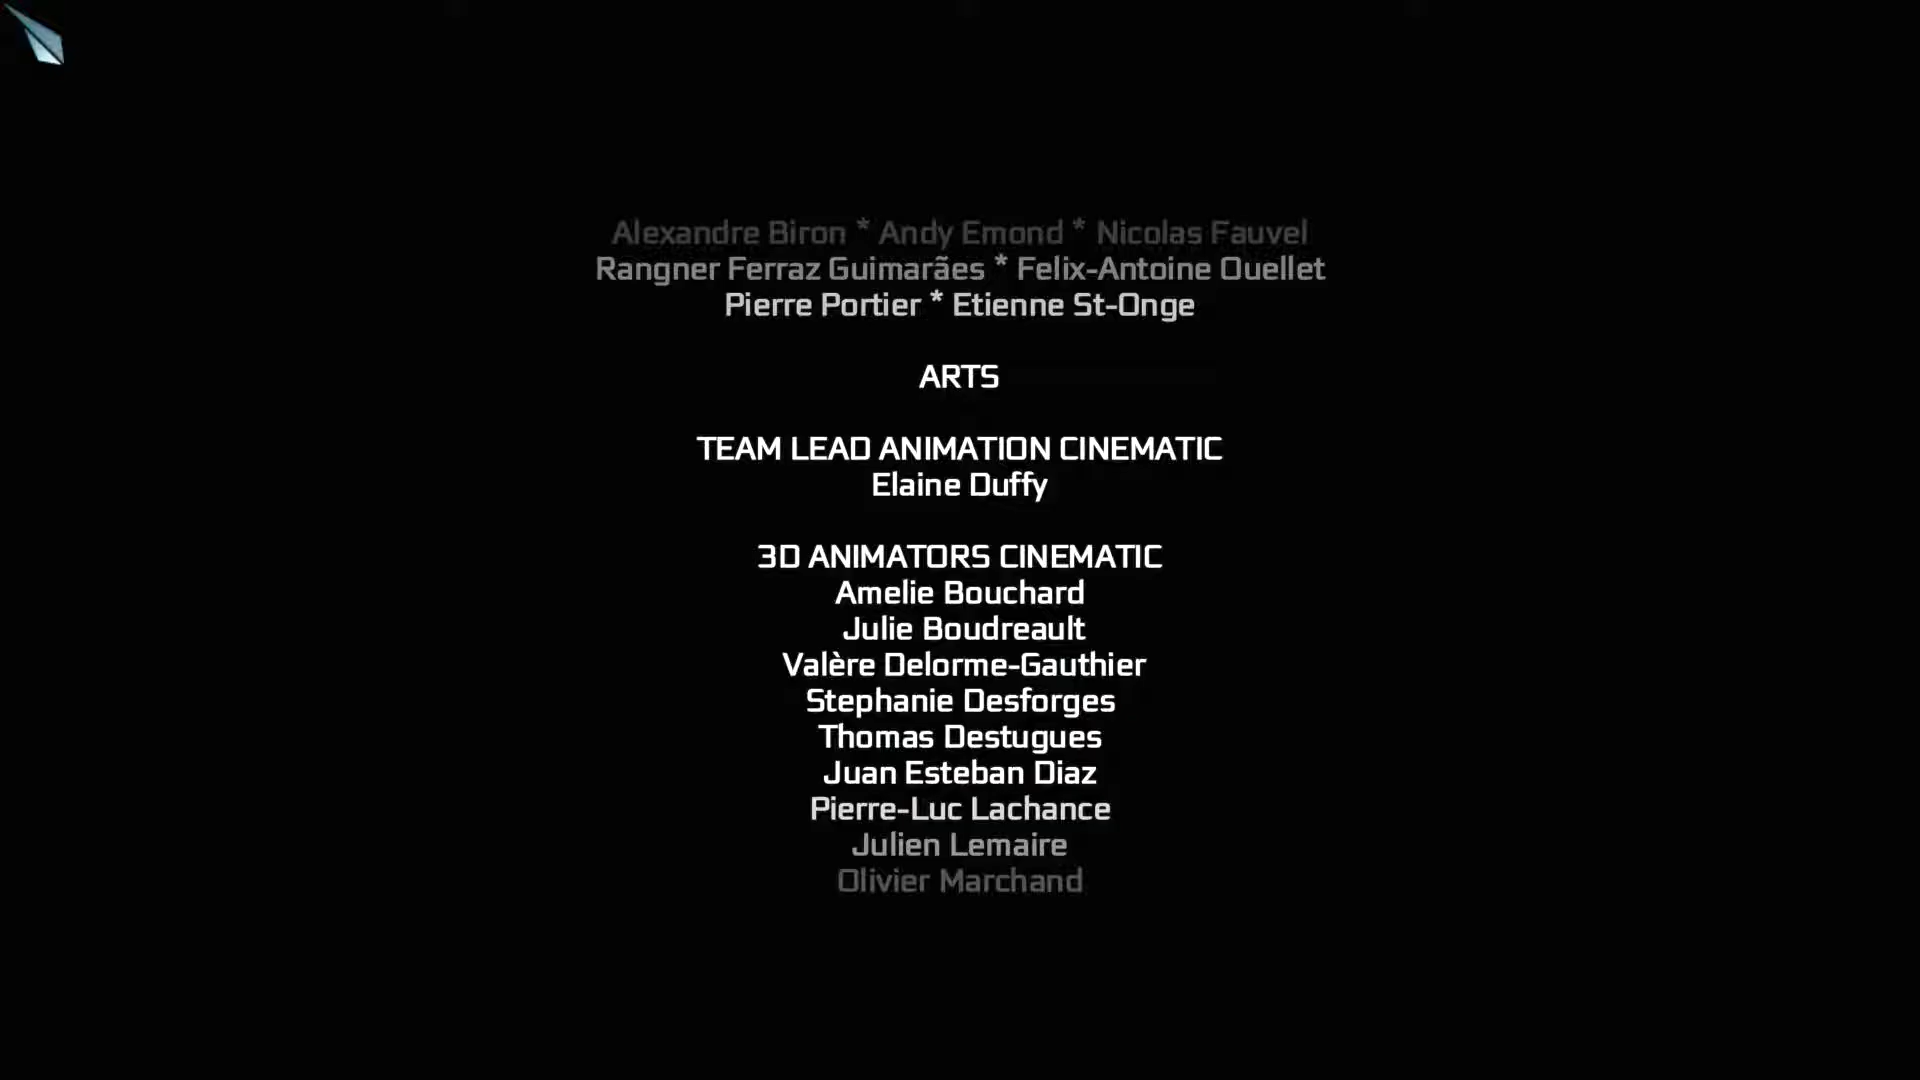 Alexandre Biron * Andy Emond * Nicolas Fauvel
Rangner Ferraz Guimarães * Felix-Antoine Ouellet
Pierre Portier * Etienne St-Onge
ARTS
TEAM LEAD ANIMATION CINEMATIC
Elaine Duffy
3D ANIMATORS CINEMATIC
Amelie Bouchard
Julie Boudreault
Valère Delorme-Gauthier
Stephanie Desforges
Thomas Destugues
Juan Esteban Diaz
Pierre-Luc Lachance
Julien Lemaire
Olivier Marchand